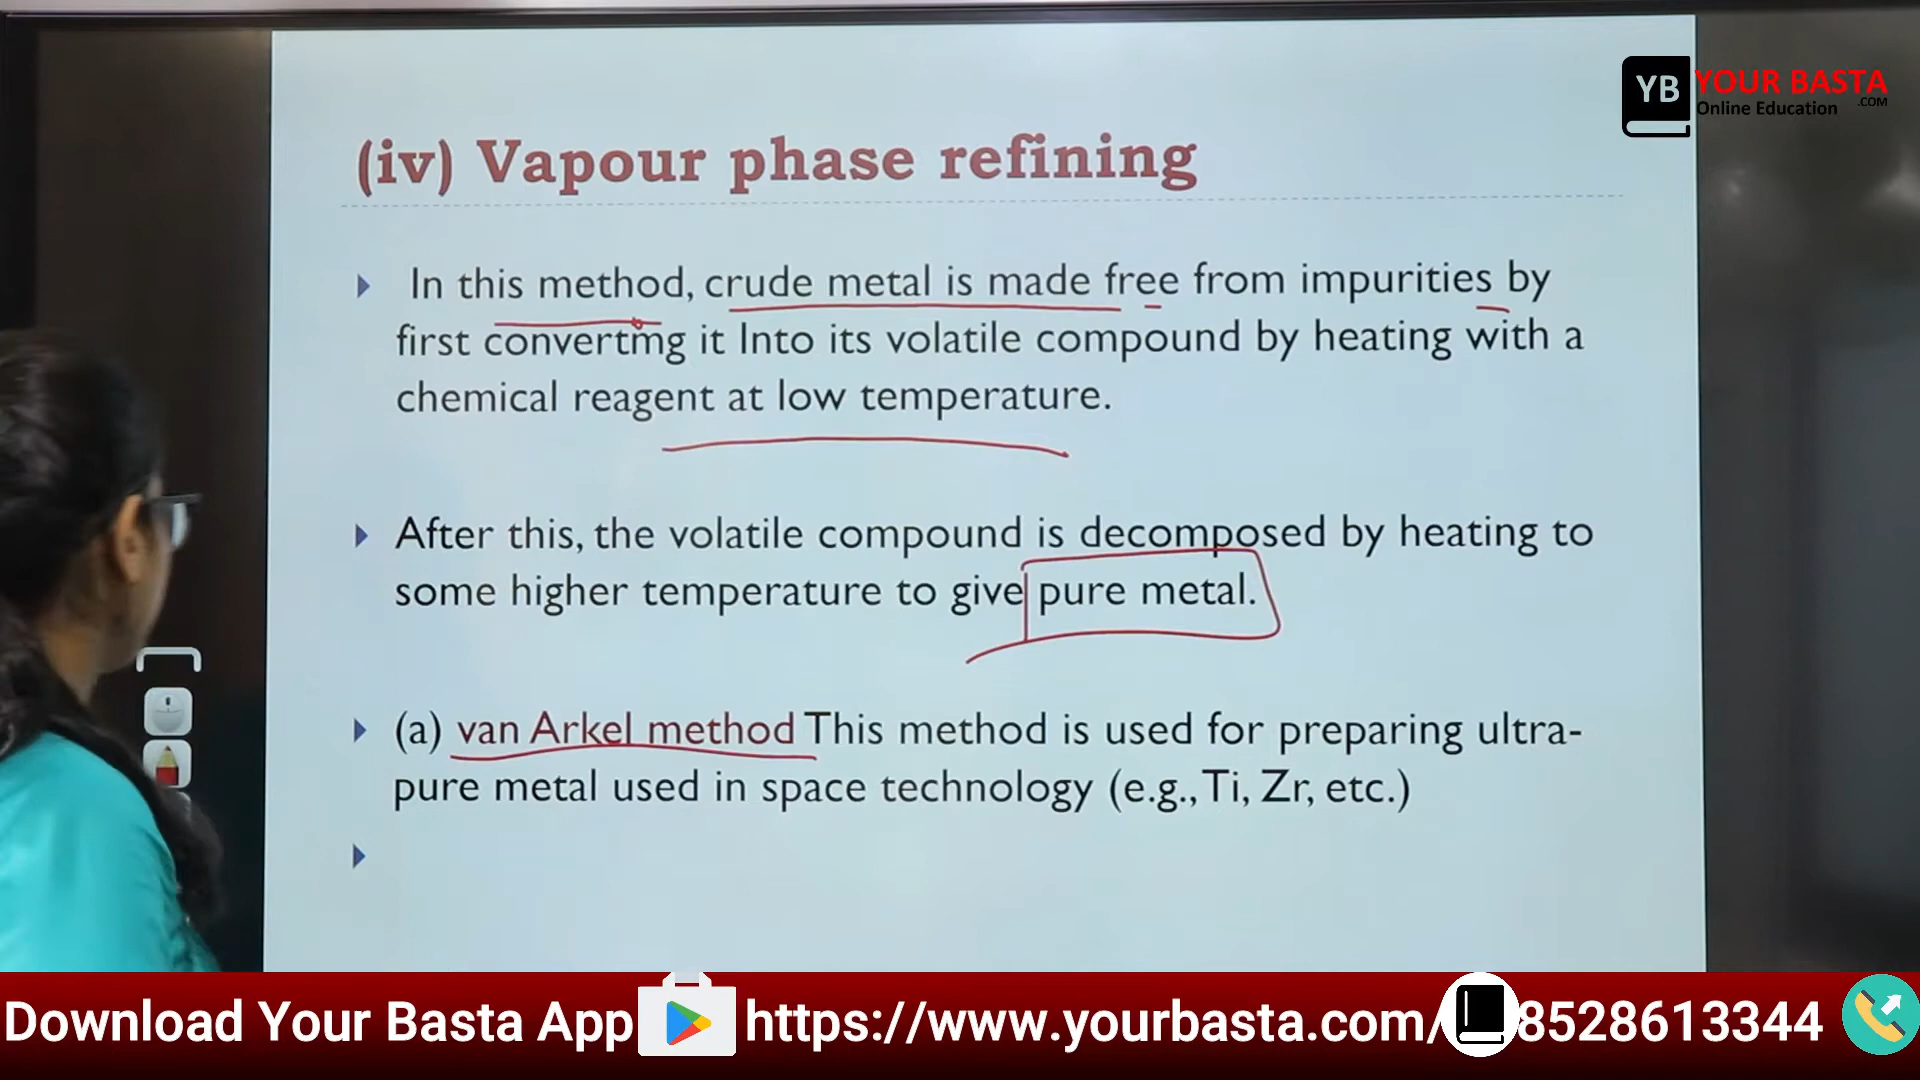 YB
YOUR BASTA
.COM
Online Education
(iv) Vapour phase refining
In this method, crude metal is made free from impurities by
first converting it Into its volatile compound by heating with a
chemical reagent at low temperature.
After this, the volatile compound is decomposed by heating to
some higher temperature to give pure metal.
(a) van Arkel method This method is used for preparing ultra-
pure metal used in space technology (e.g., Ti, Zr, etc.)
Download Your Basta App https://www.yourbasta.com/ 8528613344